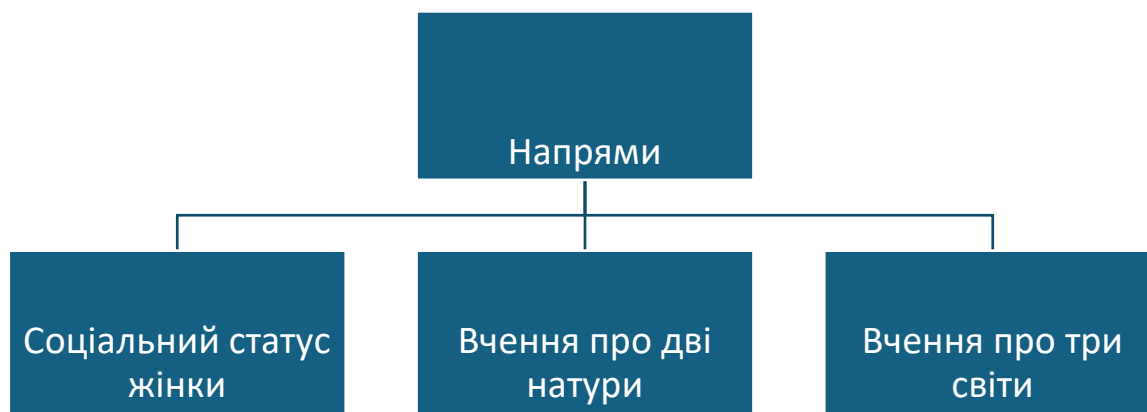 Напрями
Соціальний статус
жінки
Вчення про дві
натури
Вчення про три
світи